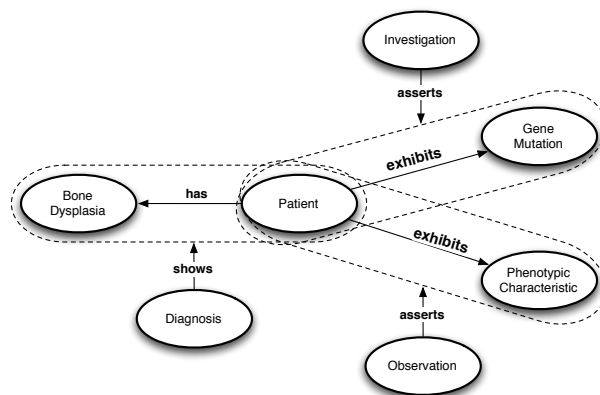 Investigation
asserts
Gene
Mutation
exhibits
Bone
Dysplasia
has
Patient
exhibits
Phenotypic
Characteristic
shows
Diagnosis
asserts
Observation